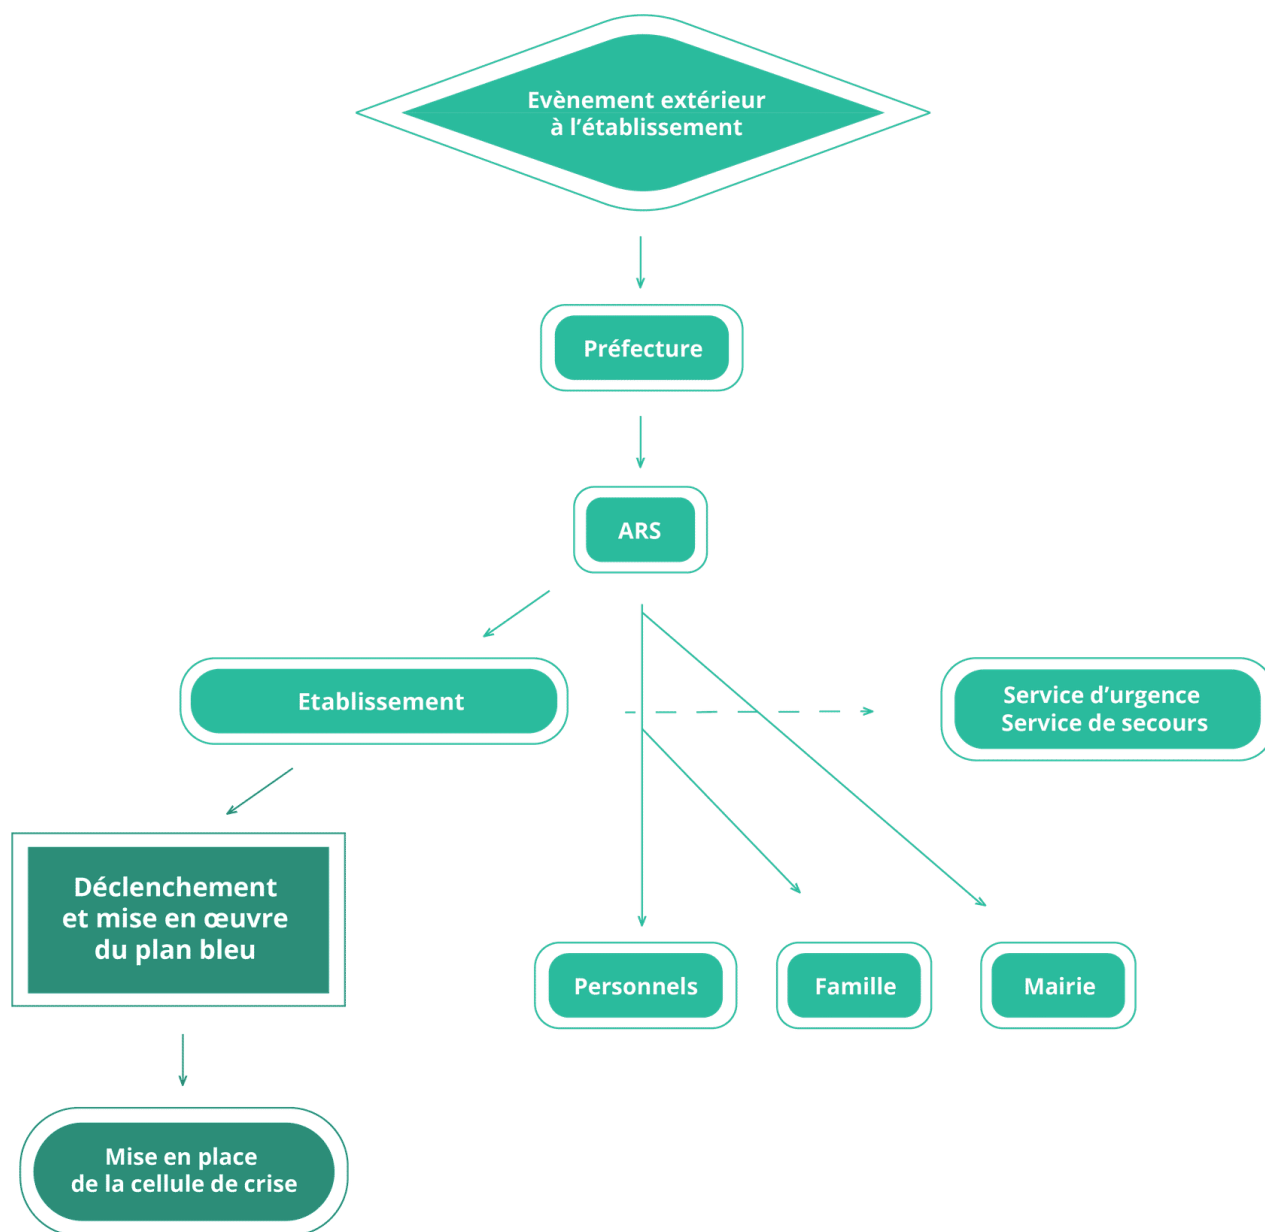 Evènement extérieur
à l’établissement
Préfecture
ARS
Etablissement
Service d’urgence
Service de secours
Déclenchement
et mise en œuvre
du plan bleu
Personnels
Famille
Mairie
Mise en place
de la cellule de crise